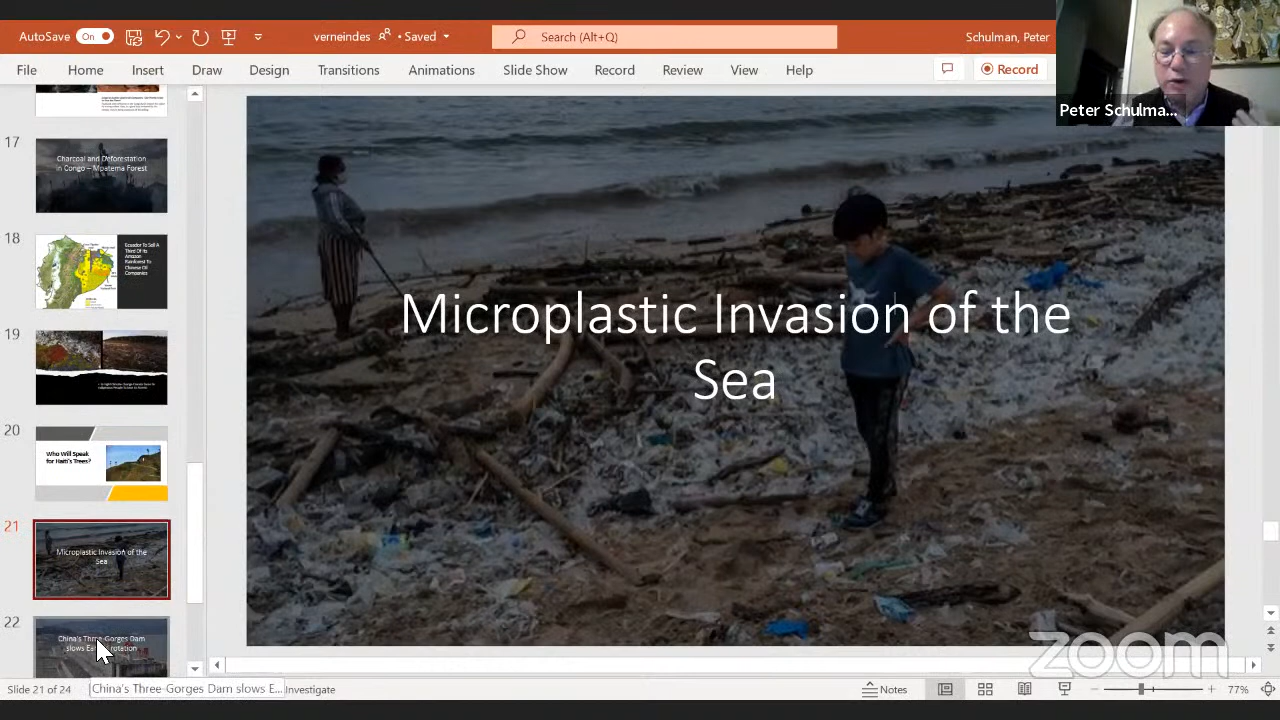 AutoSave On verneindes • Saved Search (Alt+Q) Schulman, Peter
File Home Insert Draw Design Transitions Animations Slide Show Record Review View Help Record
Peter Schulma...
17
Charcoal and Deforestation
in Congo – Mpatema Forest
18
Ecuador To Sell A
Third Of Its
Amazon
Rainforest To
Chinese Oil
Companies
19
20
Who Will Speak
for Haiti's Trees?
21
Microplastic Invasion of the
Sea
22
China's Three-Gorges Dam
slows Ea rotation
Microplastic Invasion of the
Sea
zoom
Slide 21 of 24 China's Three-Gorges Dam slows E... Investigate Notes 77%